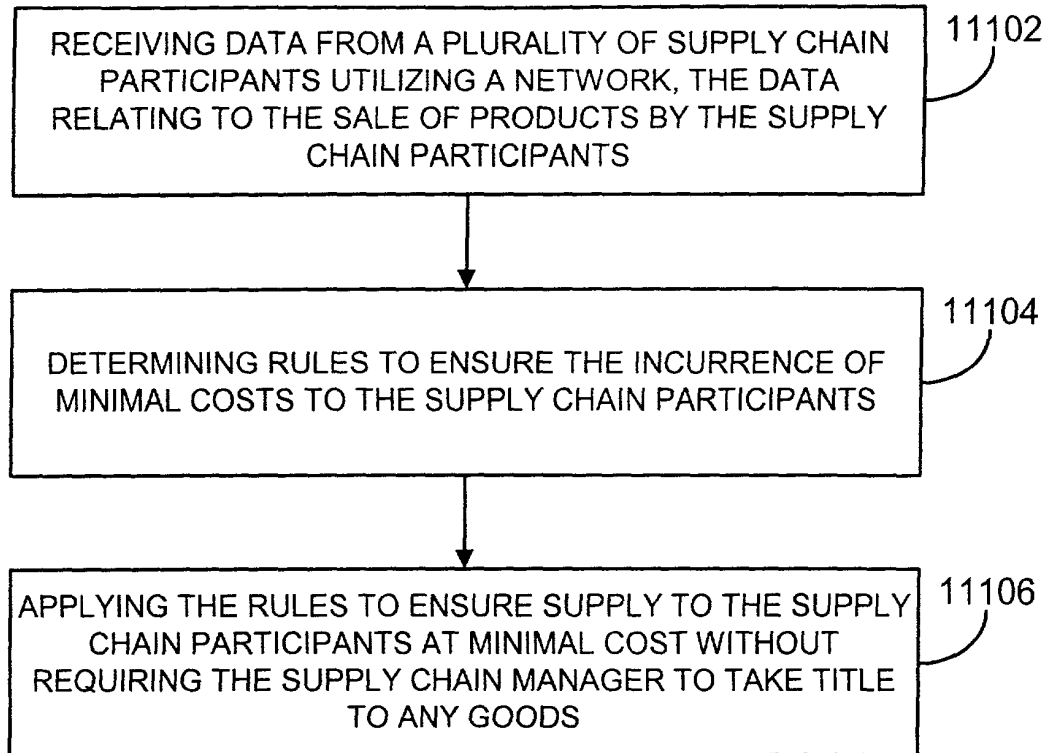 RECEIVING DATA FROM A PLURALITY OF SUPPLY CHAIN
PARTICIPANTS UTILIZING A NETWORK, THE DATA
RELATING TO THE SALE OF PRODUCTS BY THE SUPPLY
CHAIN PARTICIPANTS
11102
DETERMINING RULES TO ENSURE THE INCURRENCE OF
MINIMAL COSTS TO THE SUPPLY CHAIN PARTICIPANTS
11104
APPLYING THE RULES TO ENSURE SUPPLY TO THE SUPPLY
CHAIN PARTICIPANTS AT MINIMAL COST WITHOUT
REQUIRING THE SUPPLY CHAIN MANAGER TO TAKE TITLE
TO ANY GOODS
11106